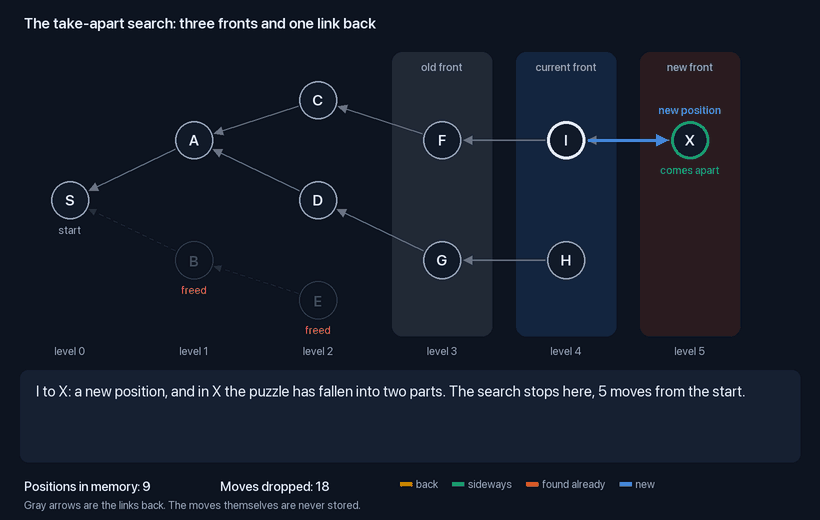 The take-apart search: three fronts and one link back
old front
current front
new front
new position
C
A
F
I
X
comes apart
S
D
start
B
G
H
freed
E
freed
level 0
level 1
level 2
level 3
level 4
level 5
I to X: a new position, and in X the puzzle has fallen into two parts. The search stops here, 5 moves from the start.
Positions in memory: 9
Moves dropped: 18
back
sideways
found already
new
Gray arrows are the links back. The moves themselves are never stored.